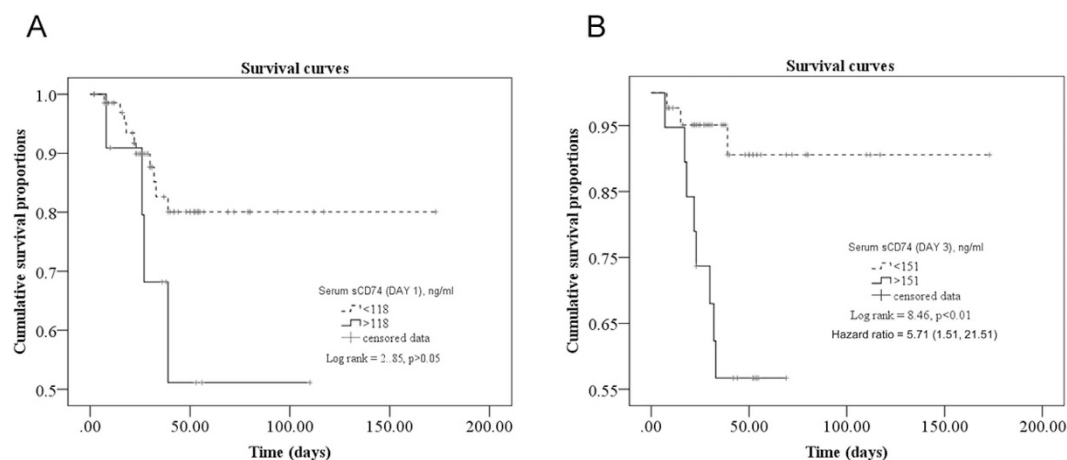 A
Survival curves
Cumulative survival proportions
1.0
0.9
0.8
0.7
0.6
0.5
Serum sCD74 (DAY 1), ng/ml
<118
>118
censored data
Log rank = 2..85, p>0.05
.00 50.00 100.00 150.00 200.00
Time (days)
B
Survival curves
Cumulative survival proportions
0.95
0.85
0.75
0.65
0.55
Serum sCD74 (DAY 3), ng/ml
<151
>151
censored data
Log rank = 8.46, p<0.01
Hazard ratio = 5.71 (1.51, 21.51)
.00 50.00 100.00 150.00 200.00
Time (days)